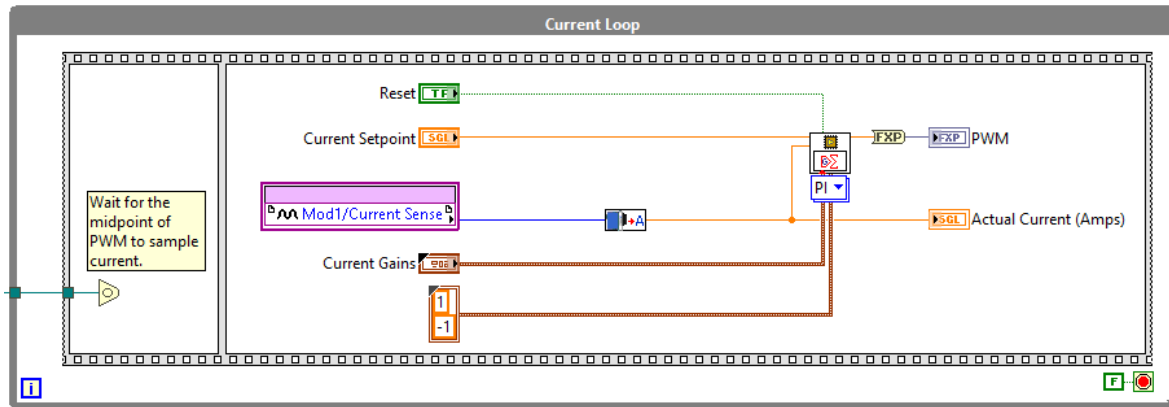 Current Loop
Reset
TF
Current Setpoint
SGL
FXP
FXP
PWM
PI
Wait for the
midpoint of
PWM to sample
current.
Mod1/Current Sense
A
SGL
Actual Current (Amps)
Current Gains
1
-1
i
F